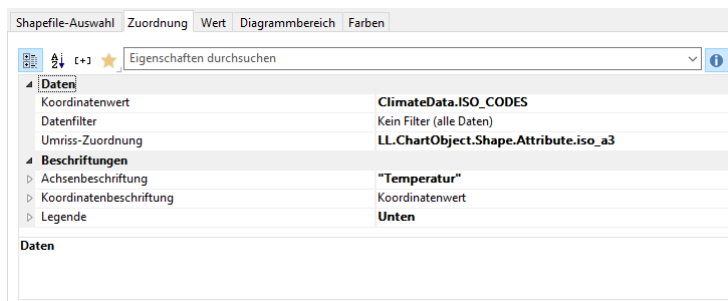 Shapefile-Auswahl Zuordnung Wert Diagrammbereich Farben
Eigenschaften durchsuchen
Daten
Koordinatenwert ClimateData.ISO_CODES
Datenfilter Kein Filter (alle Daten)
Umriss-Zuordnung LL.ChartObject.Shape.Attribute.iso_a3
Beschriftungen
Achsenbeschriftung "Temperatur"
Koordinatenbeschriftung Koordinatenwert
Legende Unten
Daten